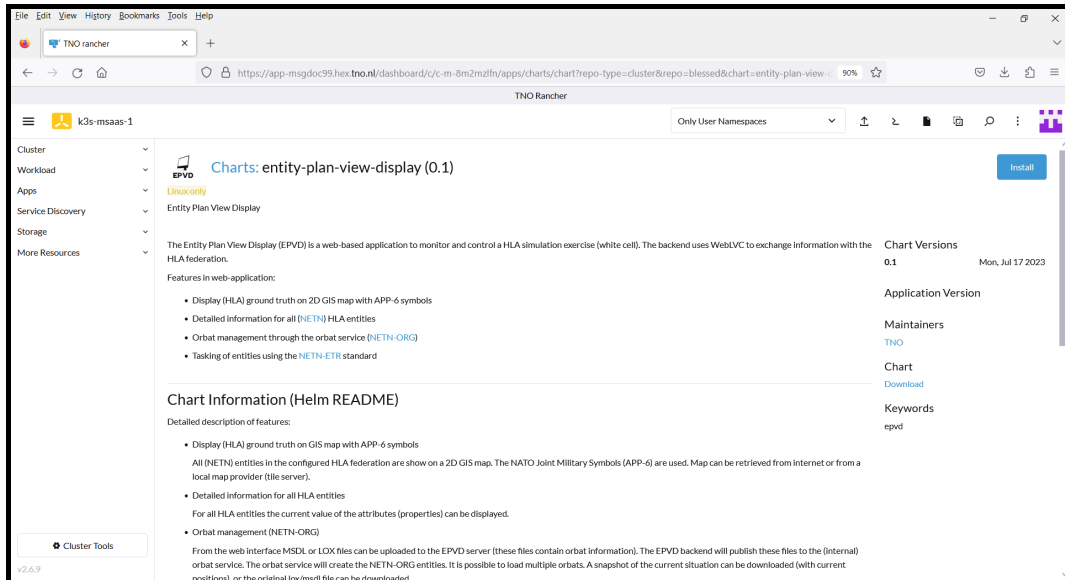 File Edit View History Bookmarks Tools Help
TNO rancher
https://app-msgdoc99.hex.tno.nl/dashboard/c/c-m-8m2mzlfn/apps/charts/chart?repo-type=cluster&repo=blessed&chart=entity-plan-view-d 90%
TNO Rancher
k3s-msaas-1 Only User Namespaces
Cluster
Workload
Apps
Service Discovery
Storage
More Resources
Cluster Tools
v2.6.9
EPVD
Charts: entity-plan-view-display (0.1) Install
Linux only
Entity Plan View Display
The Entity Plan View Display (EPVD) is a web-based application to monitor and control a HLA simulation exercise (white cell). The backend uses WebLVC to exchange information with the
HLA federation.
Features in web-application:
• Display (HLA) ground truth on 2D GIS map with APP-6 symbols
• Detailed information for all (NETN) HLA entities
• Orbat management through the orbat service (NETN-ORG)
• Tasking of entities using the NETN-ETR standard
Chart Information (Helm README)
Detailed description of features:
• Display (HLA) ground truth on GIS map with APP-6 symbols
All (NETN) entities in the configured HLA federation are show on a 2D GIS map. The NATO Joint Military Symbols (APP-6) are used. Map can be retrieved from internet or from a
local map provider (tile server).
• Detailed information for all HLA entities
For all HLA entities the current value of the attributes (properties) can be displayed.
• Orbat management (NETN-ORG)
From the web interface MSDL or LOX files can be uploaded to the EPVD server (these files contain orbat information). The EPVD backend will publish these files to the (internal)
orbat service. The orbat service will create the NETN-ORG entities. It is possible to load multiple orbats. A snapshot of the current situation can be downloaded (with current
positions), or the original lox/msdl file can be downloaded
Chart Versions
0.1 Mon, Jul 17 2023
Application Version
Maintainers
TNO
Chart
Download
Keywords
epvd